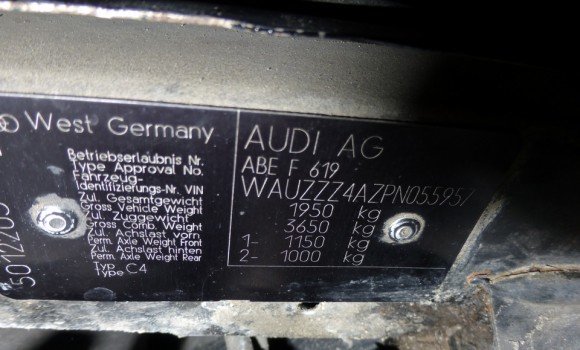 West Germany
Betriebserlaubnis Nr.
Type Approval No.
Fahrzeug-
Identifizierungs-Nr. VIN
Zul. Gesamtgewicht
Gross Vehicle Weight
Zul. Zuggewicht
Gross Comb. Weight
Zul. Achslast vorn
Perm. Axle Weight Front
Zul. Achslast hinten
Perm. Axle Weight Rear
Typ
Type C4
AUDI AG
ABE F 619
WAUZZZ4AZPN055957
1950 kg
3650 kg
1- 1150 kg
2- 1000 kg